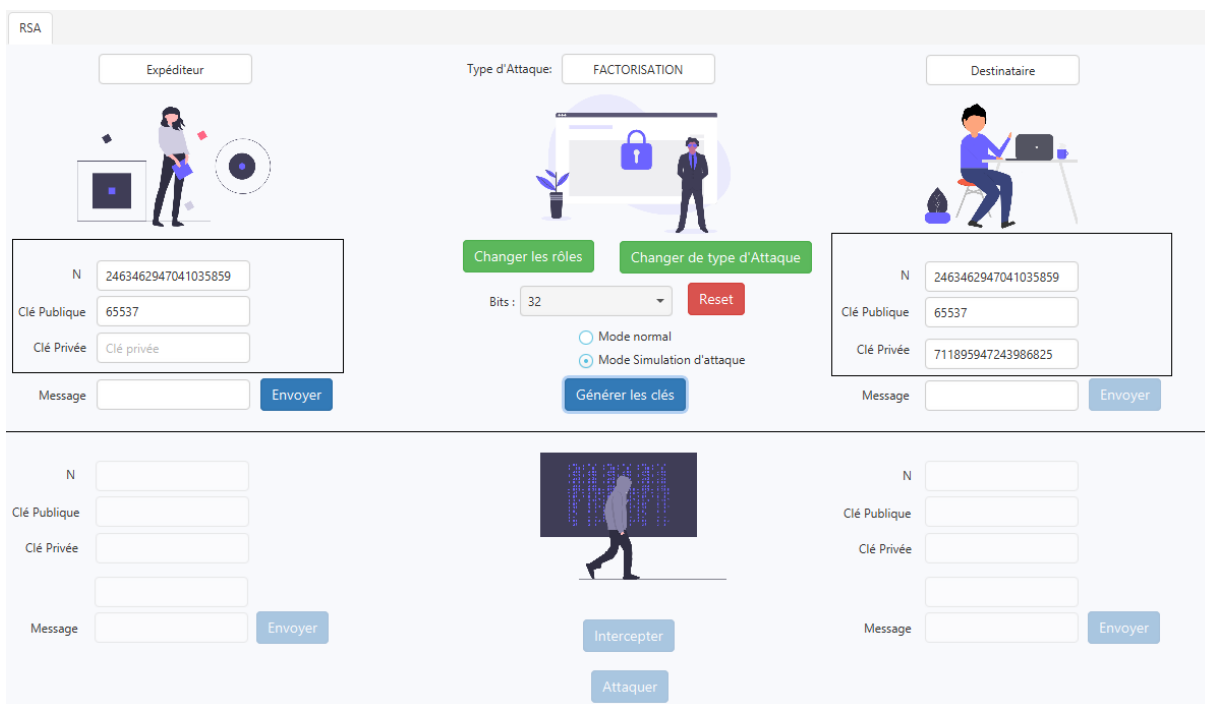 RSA
Expéditeur
Type d'Attaque: FACTORISATION
Destinataire
Changer les rôles
Changer de type d'Attaque
N 2463462947041035859
Bits : 32
Reset
N 2463462947041035859
Clé Publique 65537
Clé Publique 65537
Mode normal
Clé Privée Clé privée
Mode Simulation d'attaque
Clé Privée 711895947243986825
Message
Envoyer
Générer les clés
Message
Envoyer
N
N
Clé Publique
Clé Publique
Clé Privée
Clé Privée
Message
Envoyer
Intercepter
Message
Envoyer
Attaquer